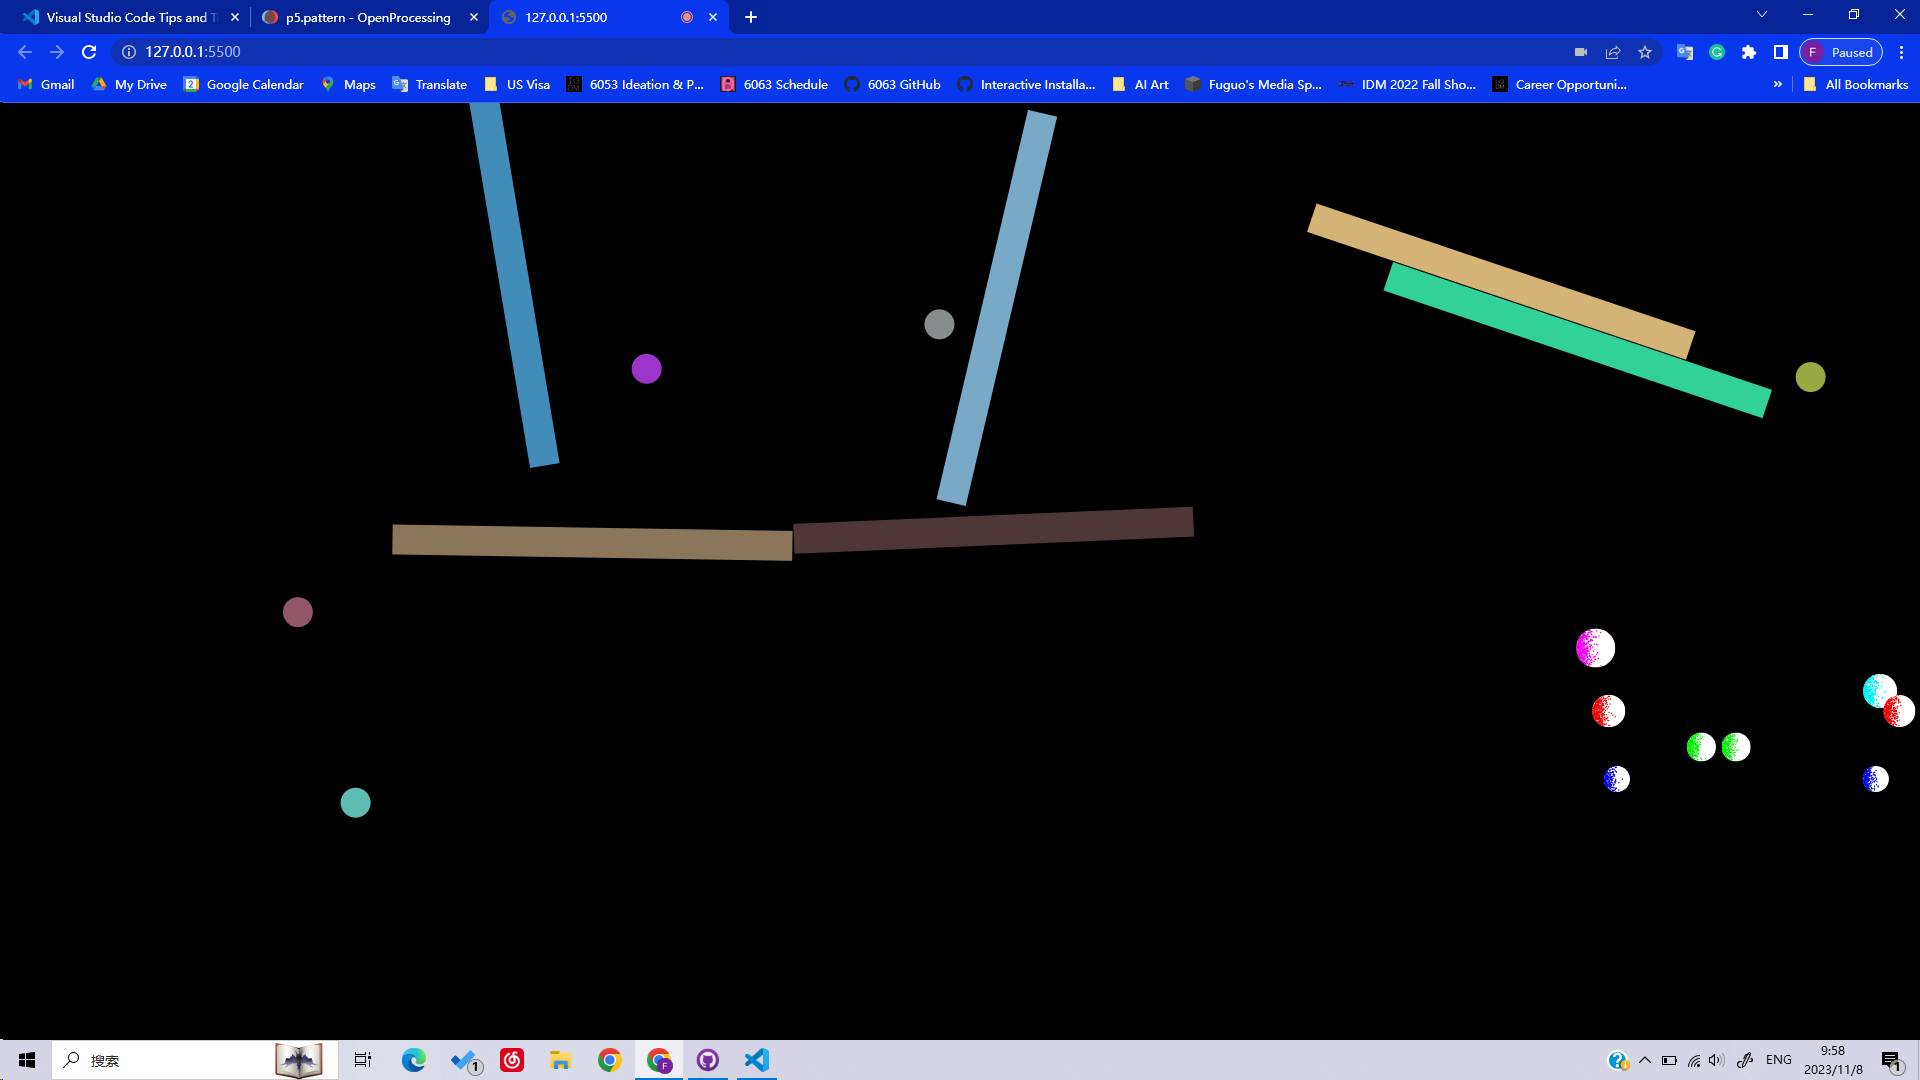 Visual Studio Code Tips and
p5.pattern - OpenProcessing
127.0.0.1:5500
127.0.0.1:5500
F Paused
Gmail
My Drive
Google Calendar
Maps
Translate
US Visa
6053 Ideation & P...
6063 Schedule
6063 GitHub
Interactive Installa...
AI Art
Fuguo's Media Sp...
IDM 2022 Fall Sho...
Career Opportuni...
»
All Bookmarks
搜索
1
F
ENG
9:58
2023/11/8
1